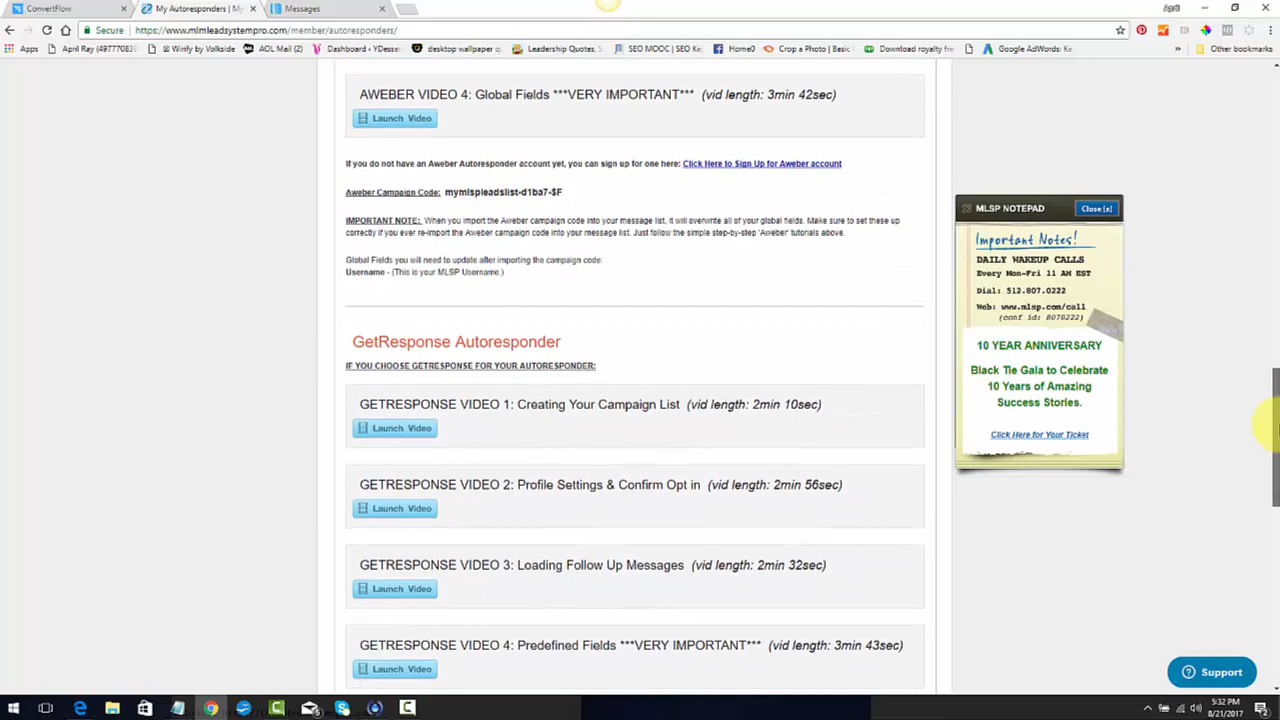 ConvertFlow
My Autoresponders | My
Messages
April
Secure
https://www.mlmleadsystempro.com/member/autoresponders/
Apps
April Ray (497770839
Winify by Volkside
AOL Mail (2)
Dashboard - YDesse
desktop wallpaper q
Leadership Quotes, S
SEO MOOC | SEO Ke
Home0
Crop a Photo | Basic
Download royalty free
Google AdWords: Ke
Other bookmarks
AWEBER VIDEO 4: Global Fields ***VERY IMPORTANT*** (vid length: 3min 42sec)
Launch Video
If you do not have an Aweber Autoresponder account yet, you can sign up for one here: Click Here to Sign Up for Aweber account
Aweber Campaign Code: mymlspleadslist-d1ba7-$F
IMPORTANT NOTE: When you import the Aweber campaign code into your message list, it will overwrite all of your global fields. Make sure to set these up
correctly if you ever re-import the Aweber campaign code into your message list. Just follow the simple step-by-step 'Aweber' tutorials above.
Global Fields you will need to update after importing the campaign code:
Username - (This is your MLSP Username.)
GetResponse Autoresponder
IF YOU CHOOSE GETRESPONSE FOR YOUR AUTORESPONDER:
GETRESPONSE VIDEO 1: Creating Your Campaign List (vid length: 2min 10sec)
Launch Video
GETRESPONSE VIDEO 2: Profile Settings & Confirm Opt in (vid length: 2min 56sec)
Launch Video
GETRESPONSE VIDEO 3: Loading Follow Up Messages (vid length: 2min 32sec)
Launch Video
GETRESPONSE VIDEO 4: Predefined Fields ***VERY IMPORTANT*** (vid length: 3min 43sec)
Launch Video
MLSP NOTEPAD
Close [x]
Important Notes!
DAILY WAKEUP CALLS
Every Mon-Fri 11 AM EST
Dial: 512.807.0222
Web: www.mlsp.com/call
(conf id: 8070222)
10 YEAR ANNIVERSARY
Black Tie Gala to Celebrate
10 Years of Amazing
Success Stories.
Click Here for Your Ticket
Support
5:32 PM
8/21/2017